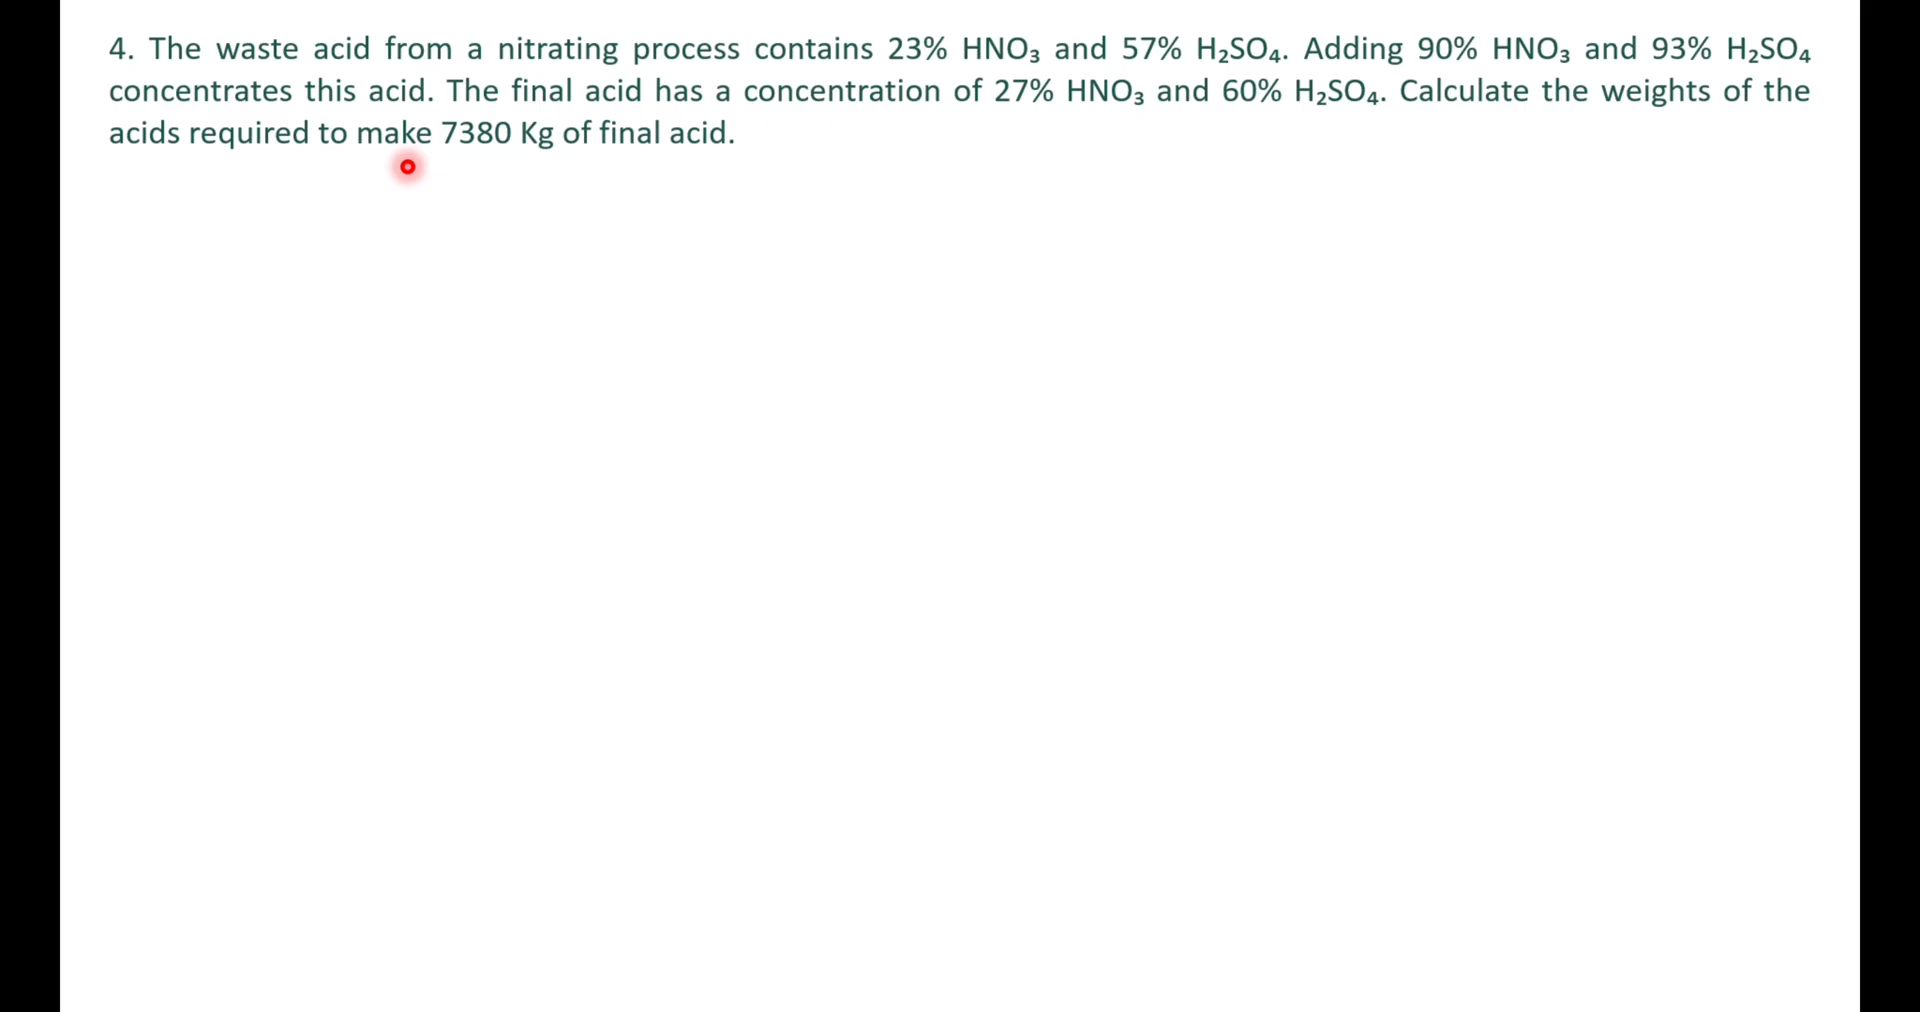 4. The waste acid from a nitrating process contains 23% HNO₃ and 57% H₂SO₄. Adding 90% HNO₃ and 93% H₂SO₄
concentrates this acid. The final acid has a concentration of 27% HNO₃ and 60% H₂SO₄. Calculate the weights of the
acids required to make 7380 Kg of final acid.